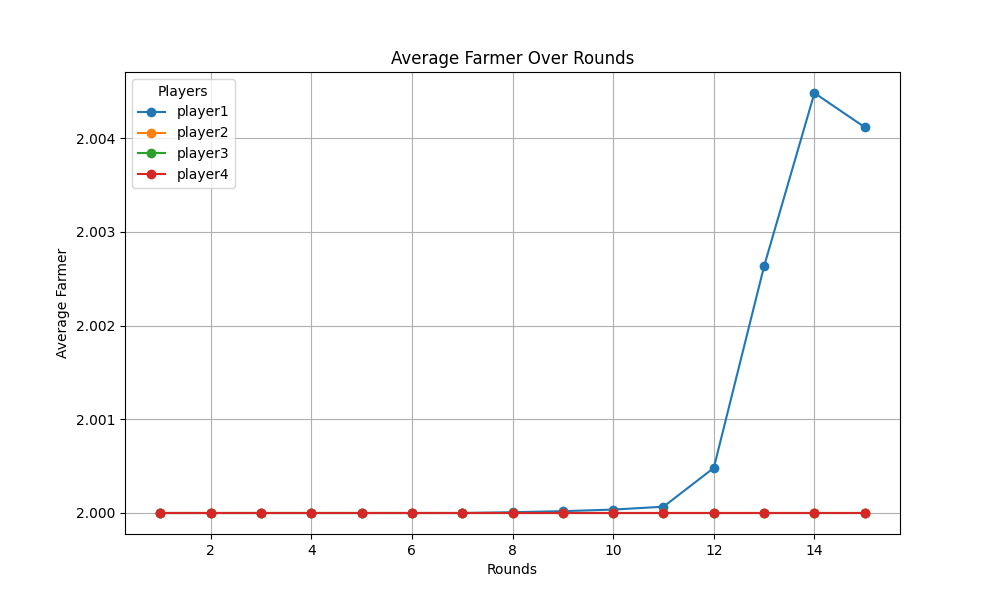 Average Farmer Over Rounds
Players
player1
player2
player3
player4
2.004
2.003
2.002
2.001
2.000
Average Farmer
2 4 6 8 10 12 14
Rounds